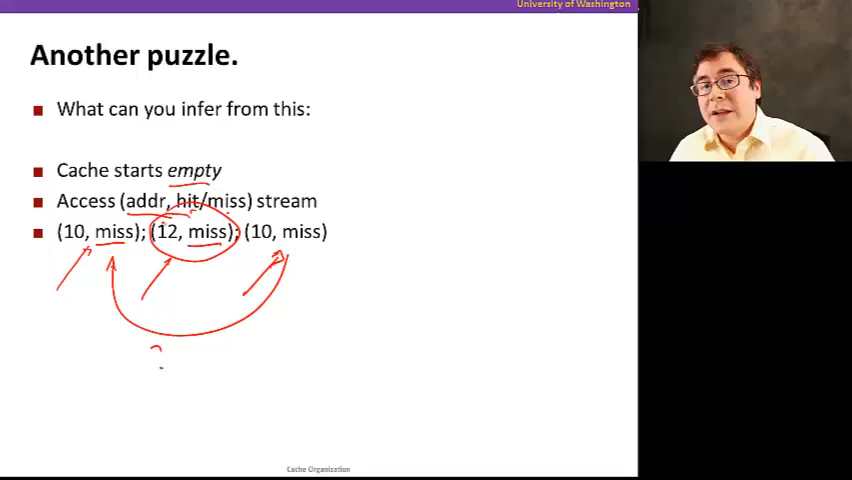 University of Washington
Another puzzle.
What can you infer from this:
Cache starts empty
Access (addr, hit/miss) stream
(10, miss); (12, miss); (10, miss)
?
Cache Organization